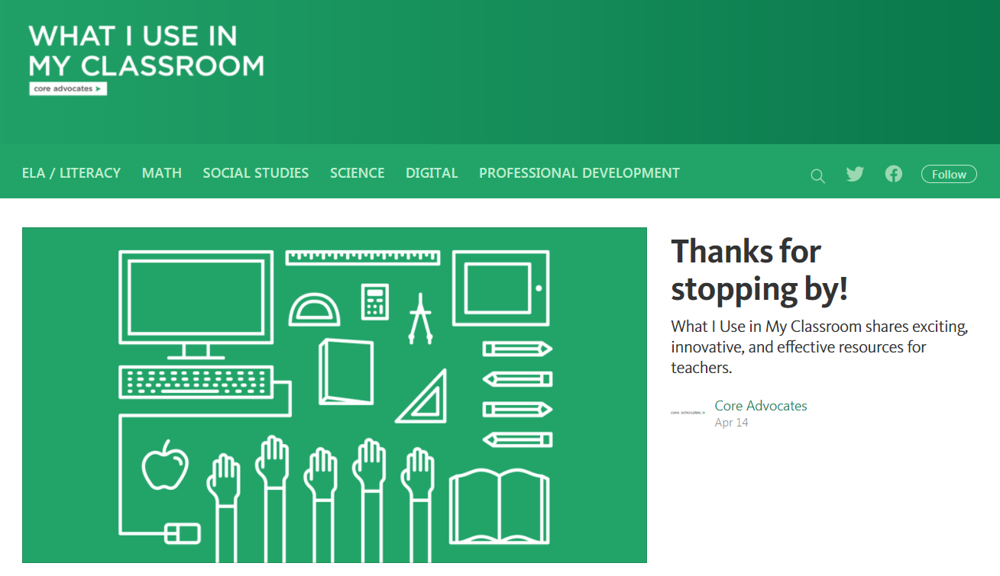 WHAT I USE IN
MY CLASSROOM
core advocates >
ELA / LITERACY MATH SOCIAL STUDIES SCIENCE DIGITAL PROFESSIONAL DEVELOPMENT Follow
Thanks for
stopping by!
What I Use in My Classroom shares exciting,
innovative, and effective resources for
teachers.
core advocates >
Core Advocates
Apr 14